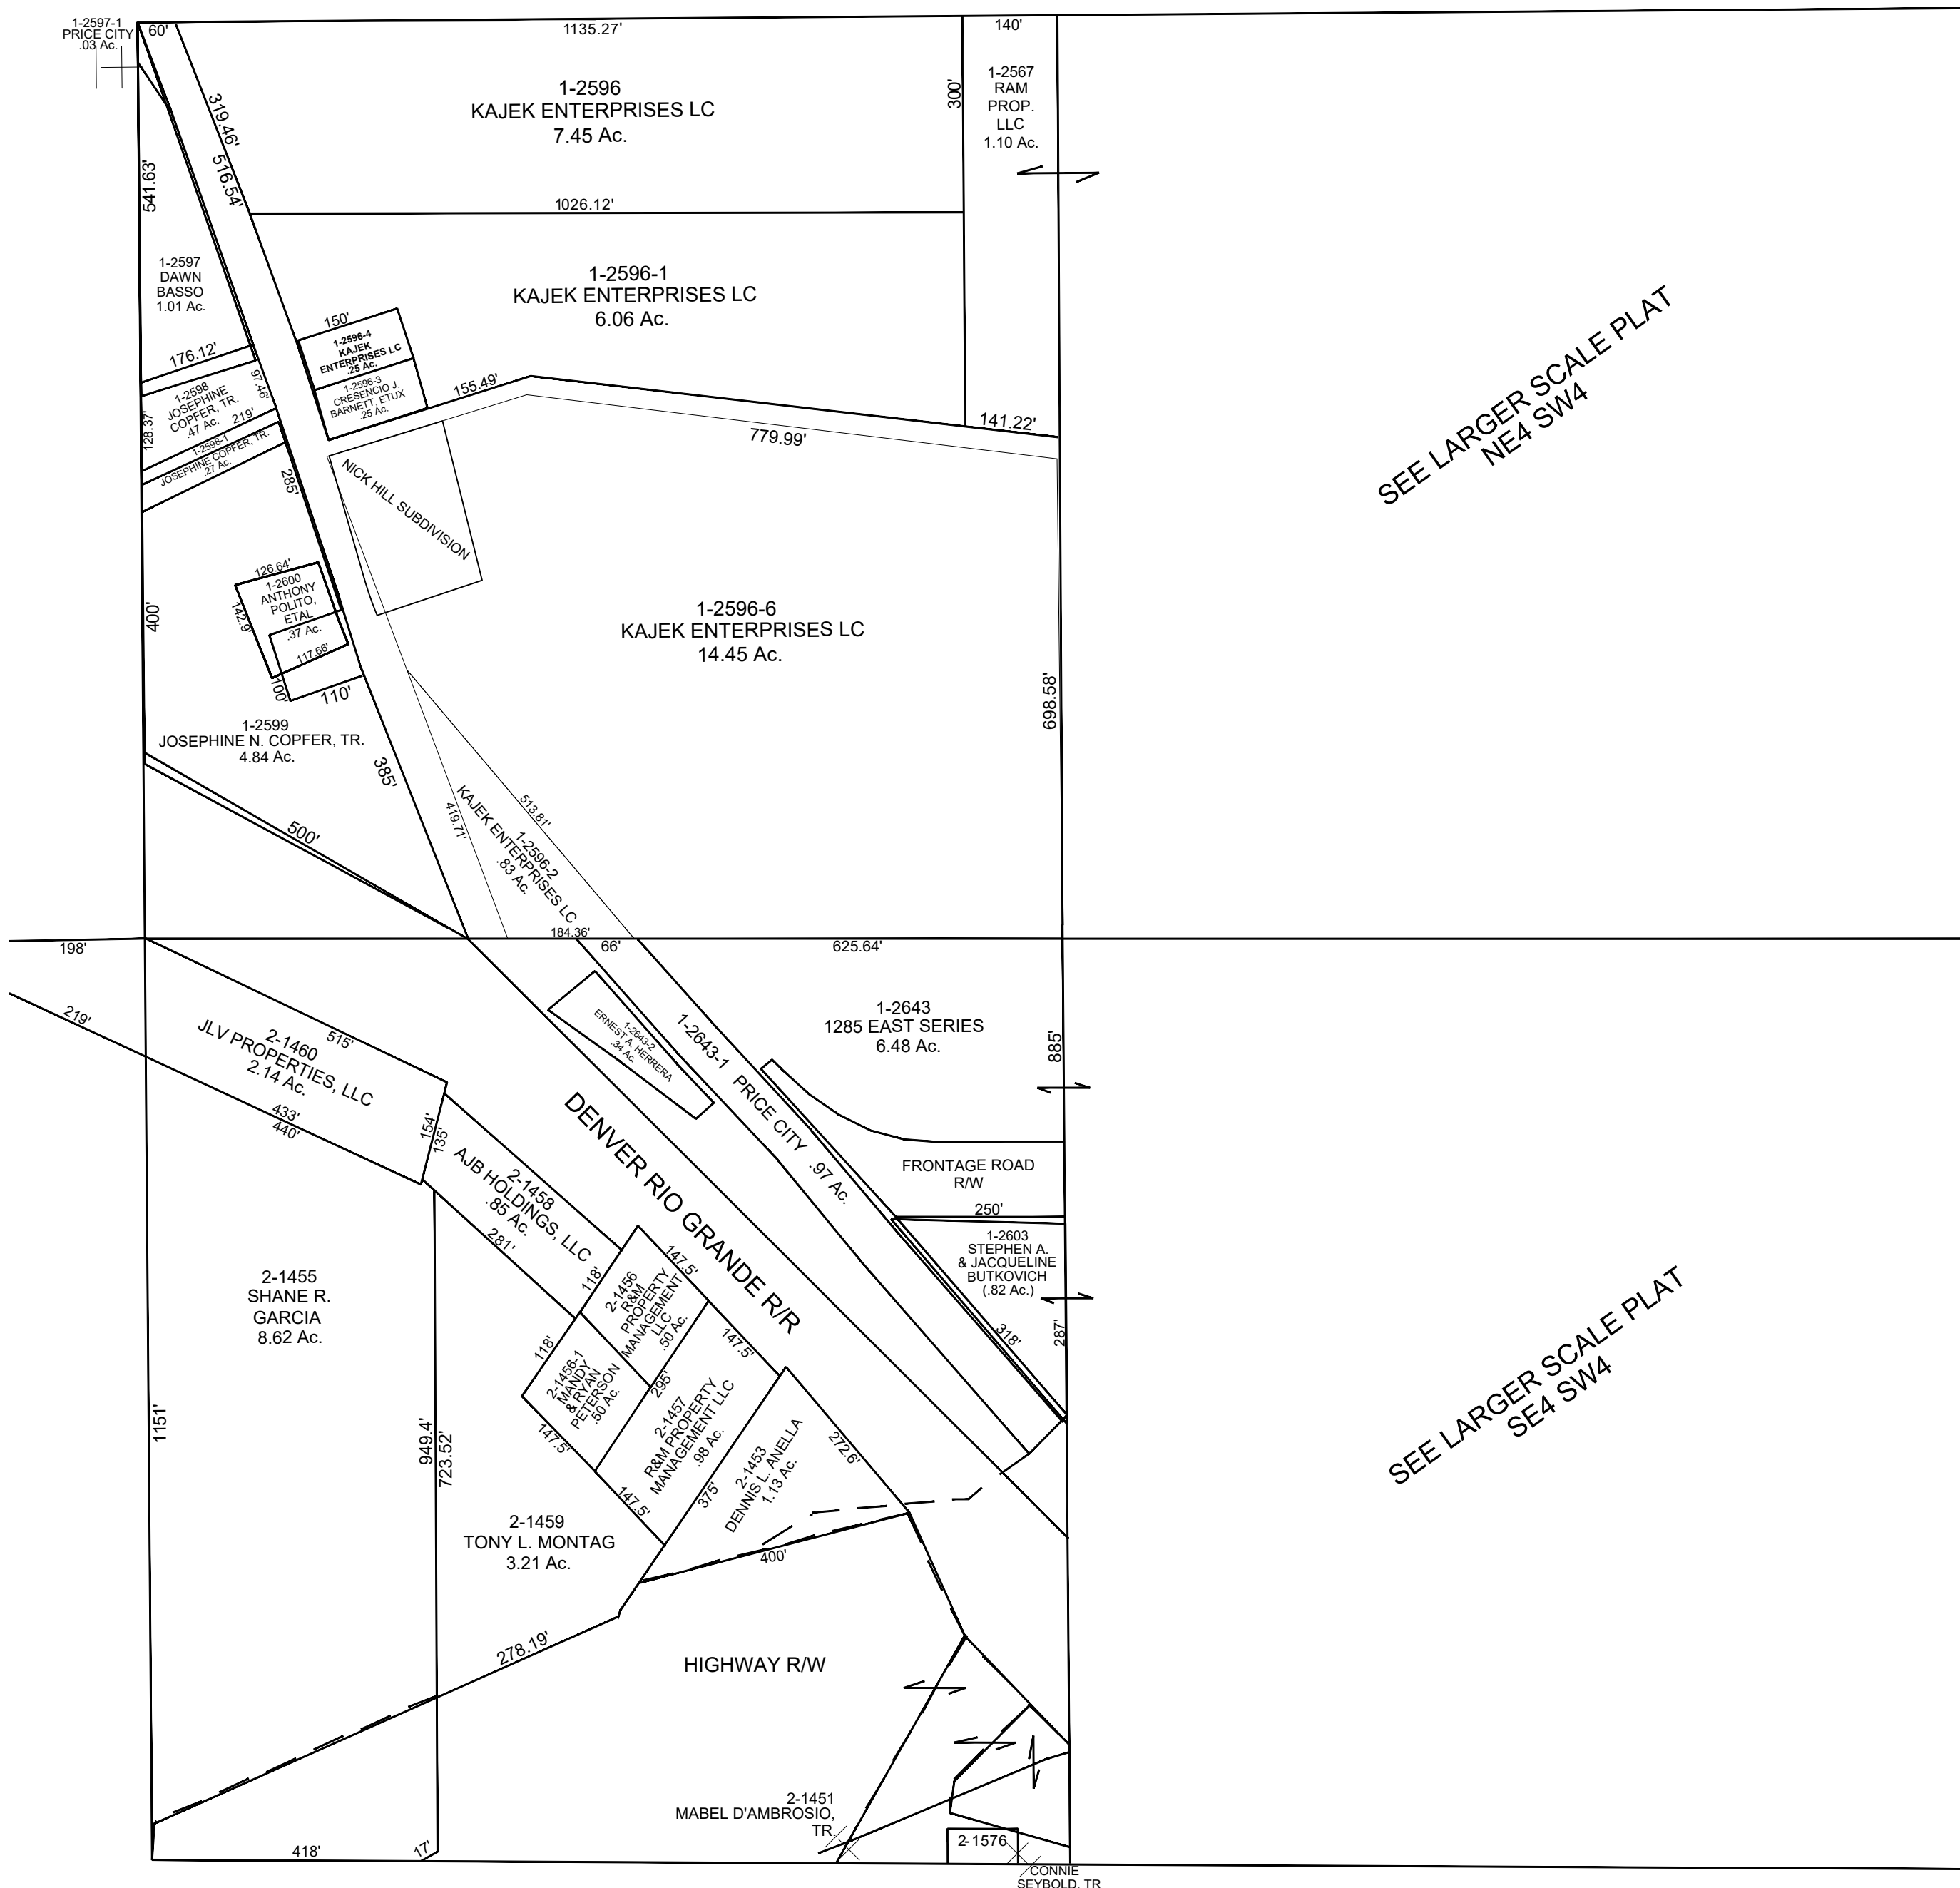 1-2597-1
PRICE CITY
.03 Ac.
60'
1135.27'
140'
1-2596
KAJEK ENTERPRISES LC
7.45 Ac.
300'
1-2567
RAM
PROP.
LLC
1.10 Ac.
319.46'
516.54'
541.63'
1026.12'
1-2597
DAWN
BASSO
1.01 Ac.
1-2596-1
KAJEK ENTERPRISES LC
6.06 Ac.
150'
1-2596-4
KAJEK
ENTERPRISES LC
.25 Ac.
1-2596-3
CRESENCIO J.
BARNETT, ETUX
.25 Ac.
155.49'
176.12'
1-2598
JOSEPHINE
COPFER, TR.
.47 Ac.
97.46'
128.37'
219'
1-2598-1
JOSEPHINE COPFER, TR.
.27 Ac.
285'
779.99'
141.22'
SEE LARGER SCALE PLAT
NE4 SW4
NICK HILL SUBDIVISION
126.64'
1-2600
ANTHONY
POLITO,
ETAL
.37 Ac.
142.9'
117.66'
100'
110'
400'
1-2596-6
KAJEK ENTERPRISES LC
14.45 Ac.
698.58'
1-2599
JOSEPHINE N. COPFER, TR.
4.84 Ac.
385'
500'
419.71'
513.81'
1-2596-2
KAJEK ENTERPRISES LC
.83 Ac.
184.36'
198'
66'
625.64'
219'
515'
2-1460
JLV PROPERTIES, LLC
2.14 Ac.
433'
440'
154'
135'
1-2643-2
ERNEST A. HERRERA
.34 Ac.
1-2643-1 PRICE CITY .97 Ac.
1-2643
1285 EAST SERIES
6.48 Ac.
885'
DENVER RIO GRANDE R/R
FRONTAGE ROAD
R/W
250'
2-1458
AJB HOLDINGS, LLC
.85 Ac.
281'
1-2603
STEPHEN A.
& JACQUELINE
BUTKOVICH
(.82 Ac.)
318'
287'
2-1455
SHANE R.
GARCIA
8.62 Ac.
118'
147.5'
2-1456
R&M
PROPERTY
MANAGEMENT
LLC
.50 Ac.
118'
2-1456-1
MANDY
& RYAN
PETERSON
.50 Ac.
147.5'
295'
147.5'
2-1457
R&M PROPERTY
MANAGEMENT LLC
.98 Ac.
147.5'
375'
2-1453
DENNIS L. ANELLA
1.13 Ac.
272.6'
400'
SEE LARGER SCALE PLAT
SE4 SW4
1151'
949.4'
723.52'
2-1459
TONY L. MONTAG
3.21 Ac.
278.19'
HIGHWAY R/W
2-1451
MABEL D'AMBROSIO,
TR.
2-1576
418'
17'
CONNIE
SEYBOLD, TR